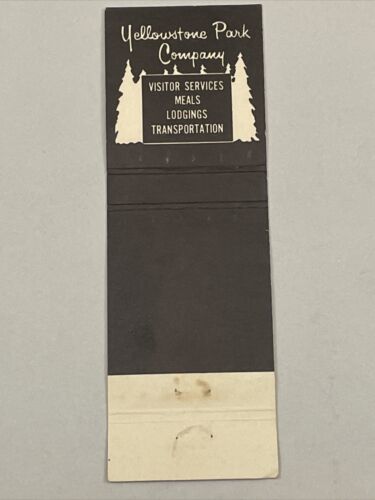 Yellowstone Park
Company
VISITOR SERVICES
MEALS
LODGINGS
TRANSPORTATION